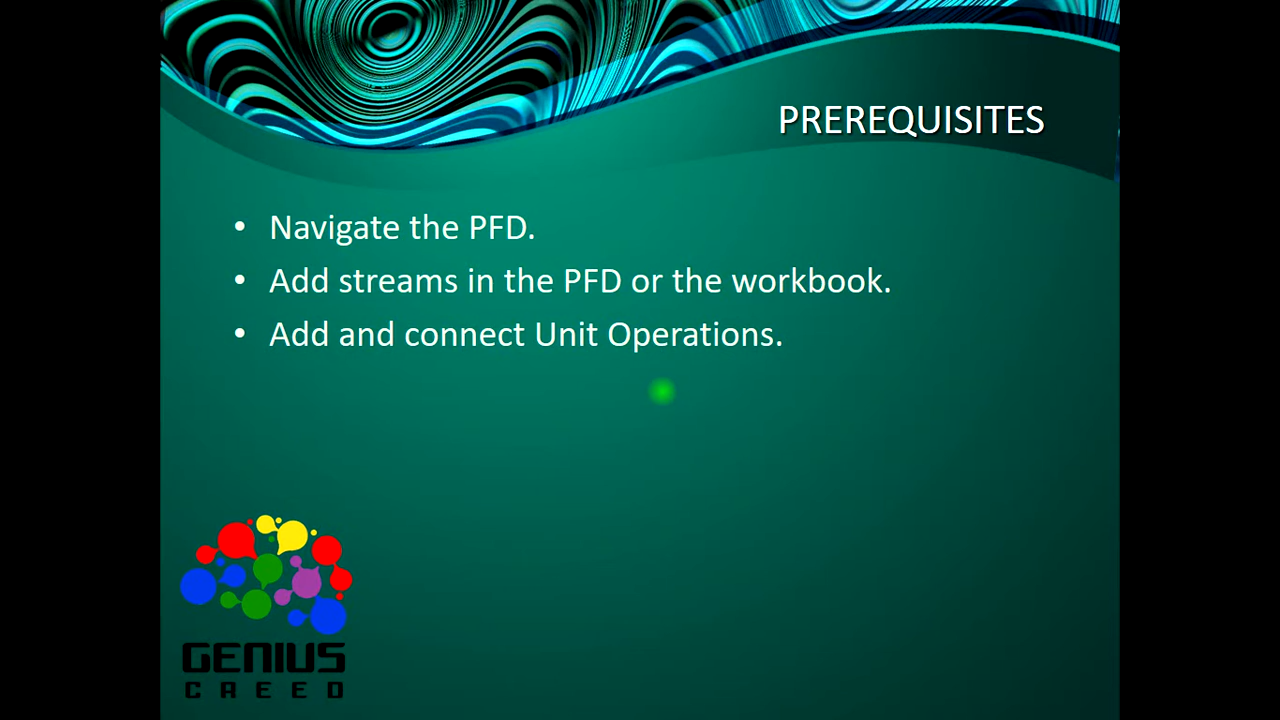 PREREQUISITES
• Navigate the PFD.
• Add streams in the PFD or the workbook.
• Add and connect Unit Operations.
GENIUS
CREED